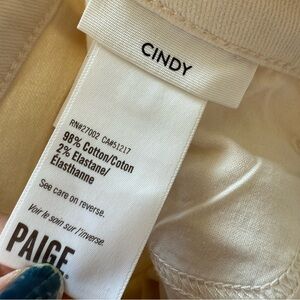 CINDY
RN#27002 CA#51217
98% Cotton/Coton
2% Elastane/
Élasthanne
See care on reverse.
Voir le soin sur l'inverse.
PAIGE.